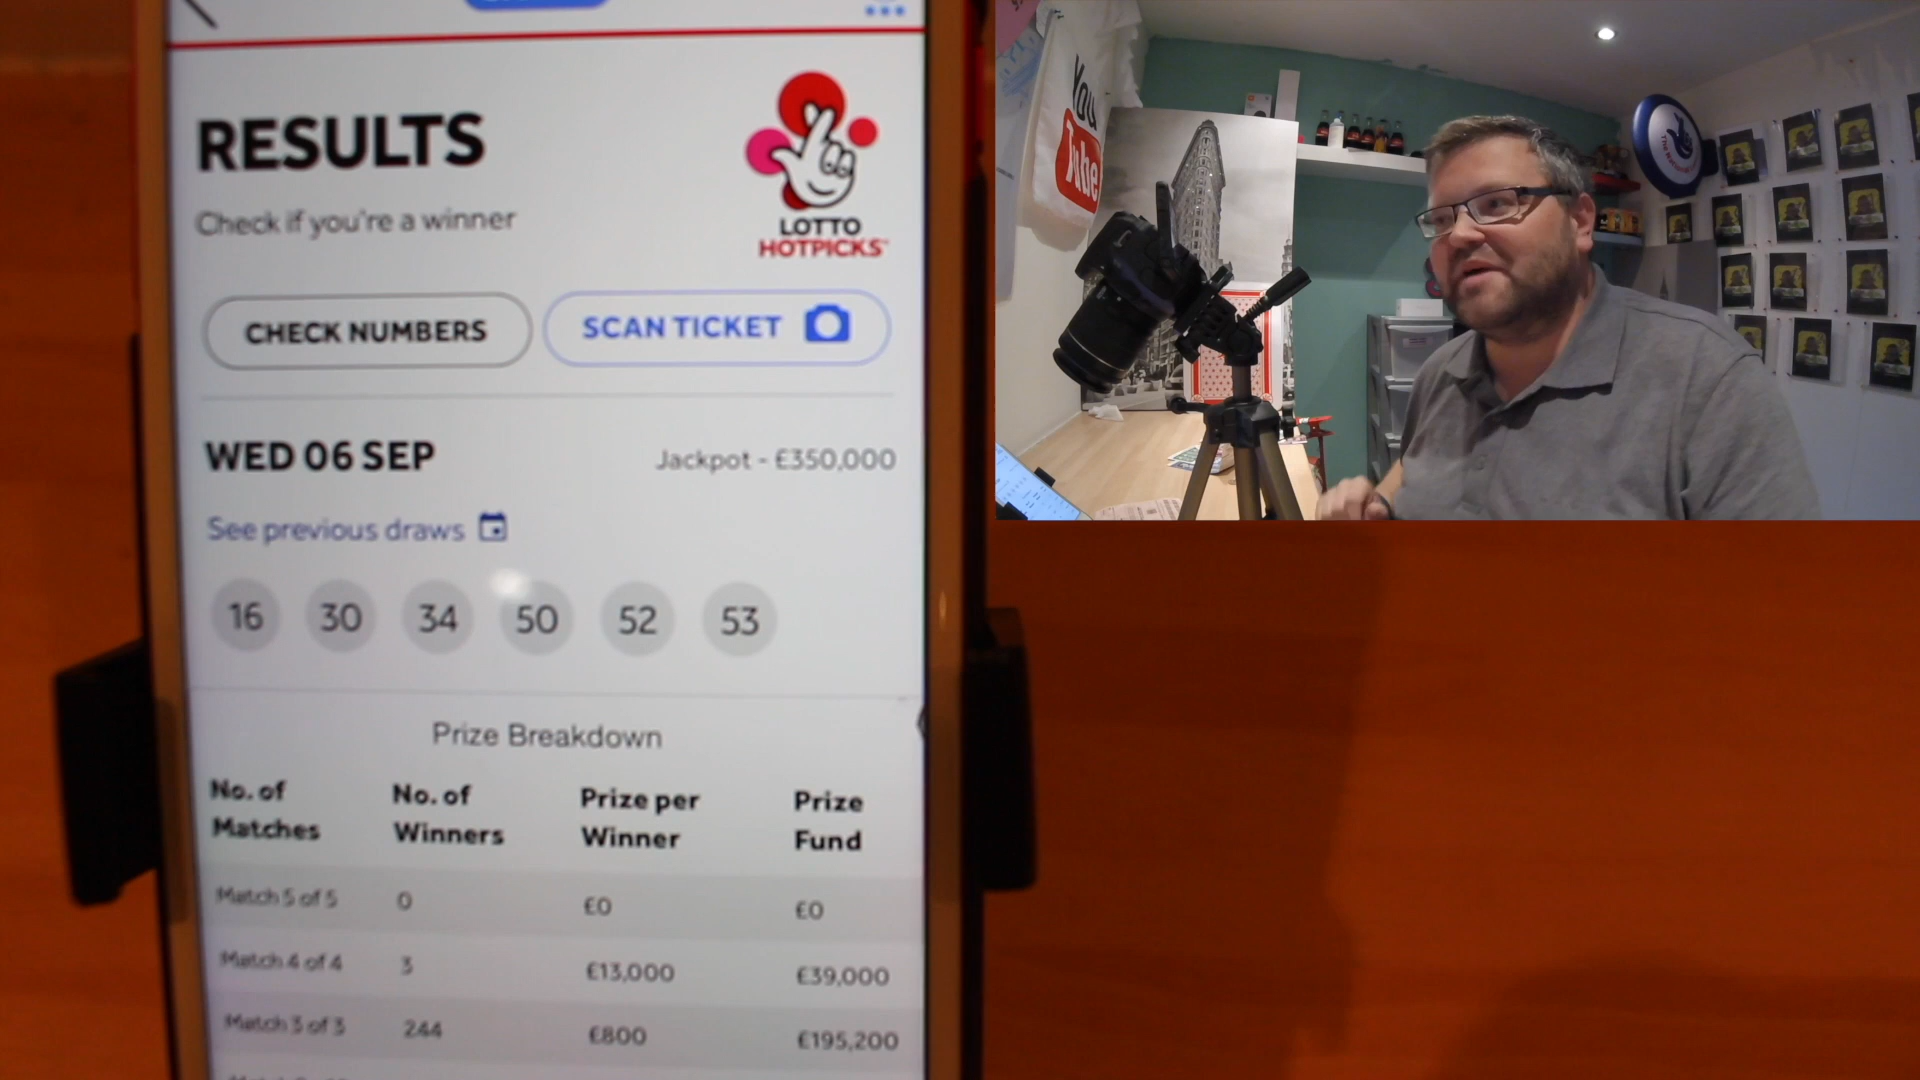 RESULTS
Check if you're a winner
LOTTO
HOTPICKS
CHECK NUMBERS
SCAN TICKET
WED 06 SEP
Jackpot - £350,000
See previous draws
16 30 34 50 52 53
Prize Breakdown
No. of Matches
No. of Winners
Prize per Winner
Prize Fund
Match 5 of 5 0 £0 £0
Match 4 of 4 3 £13,000 £39,000
Match 3 of 3 244 £800 £195,200
You
Tube